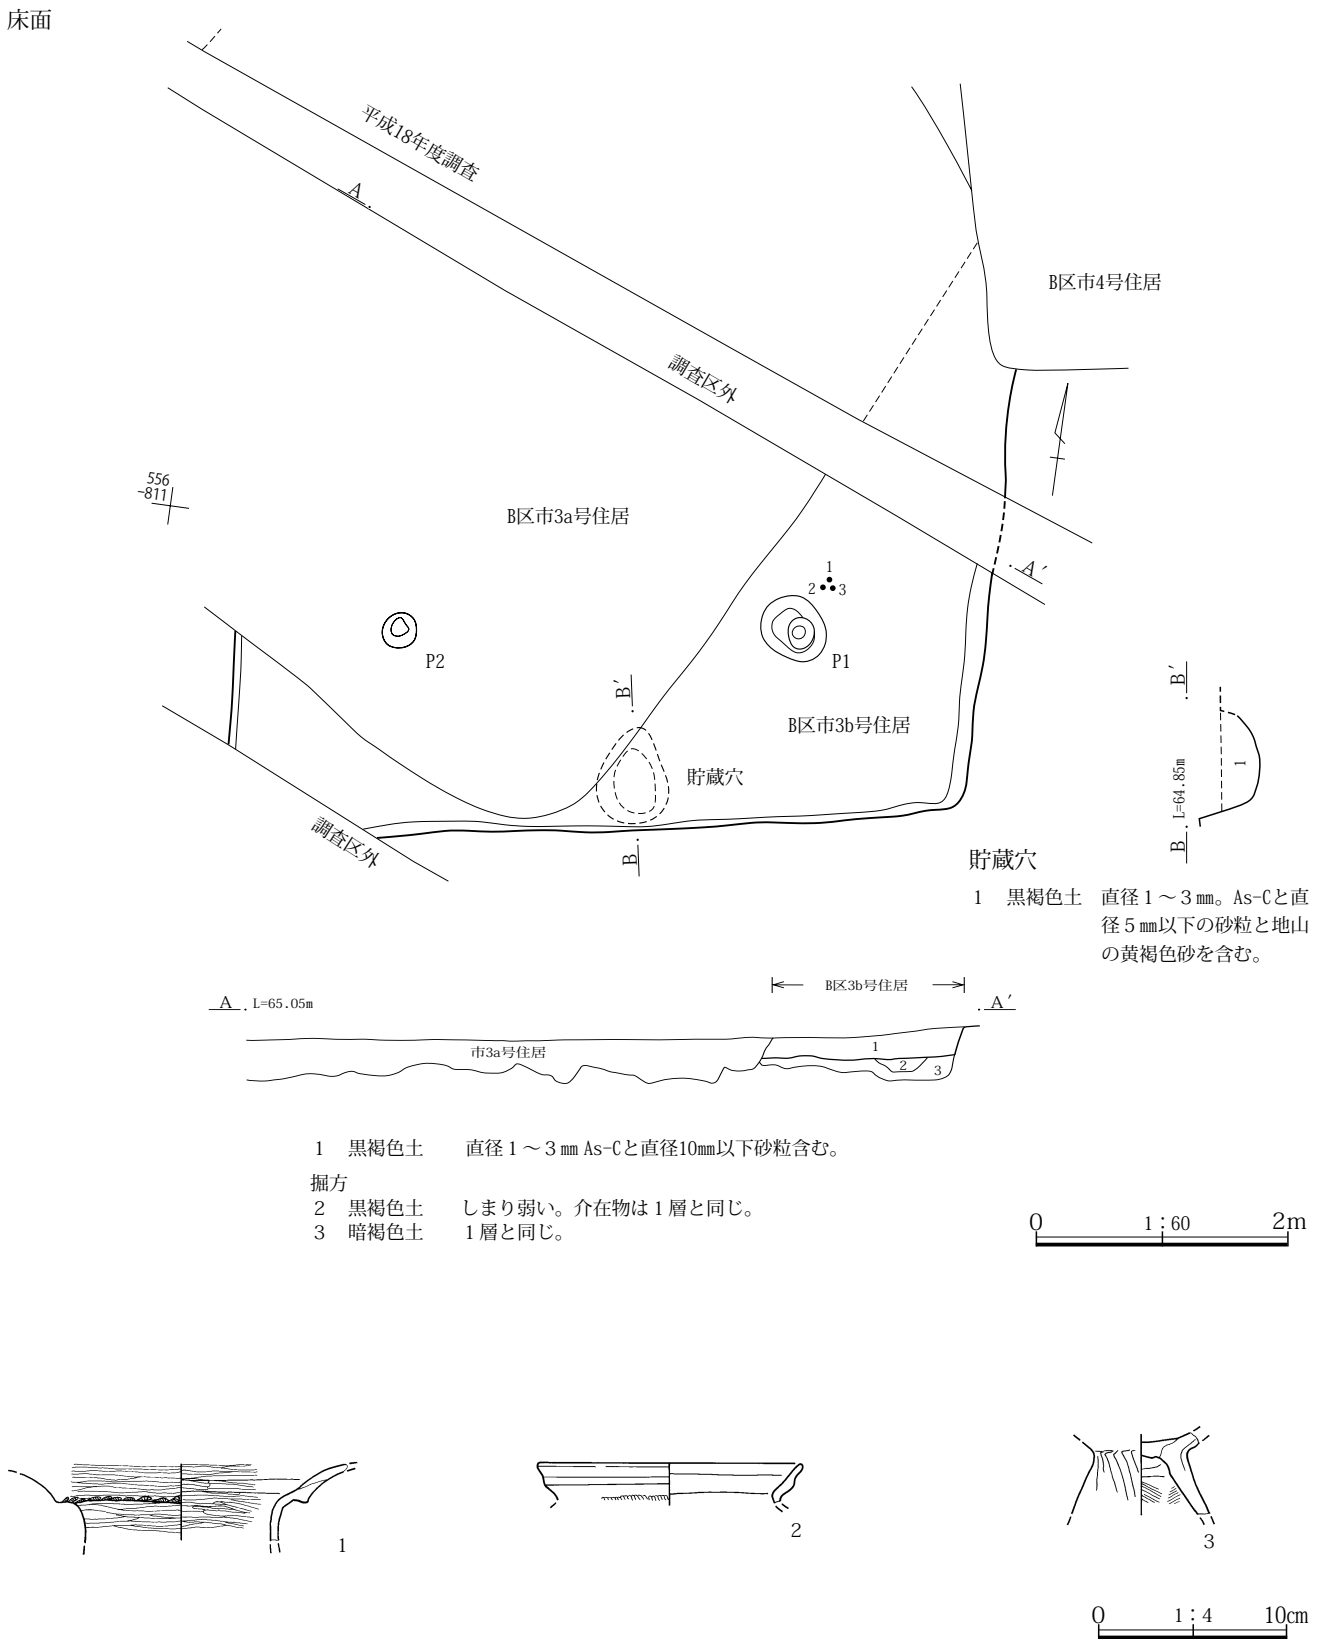 床面
平成18年度調査
A
B区市4号住居
調査区外
556
-811
B区市3a号住居
A′
1
2 3
P2
P1
B′
B′
B区市3b号住居
貯蔵穴
1
L=64.85m
調査区外
B
B
貯蔵穴
1 黒褐色土 直径1～3㎜。As-Cと直
径5㎜以下の砂粒と地山
の黄褐色砂を含む。
B区3b号住居
A L=65.05m
A′
市3a号住居
1
2
3
1 黒褐色土 直径1～3㎜ As-Cと直径10㎜以下砂粒含む。
掘方
2 黒褐色土 しまり弱い。介在物は1層と同じ。
3 暗褐色土 1層と同じ。
0 1：60 2m
1
2
3
0 1：4 10cm